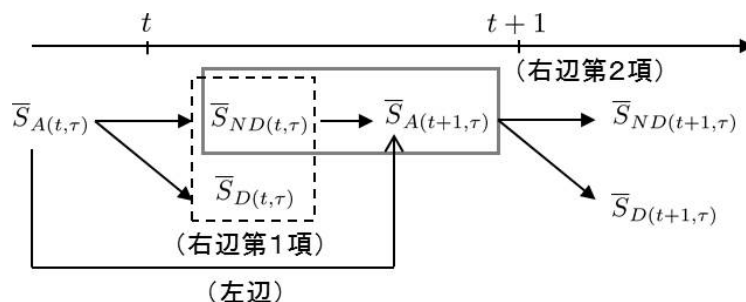 t t + 1
(右辺第2項)
S̅_{A(t,τ)} S̅_{ND(t,τ)} S̅_{A(t+1,τ)} S̅_{ND(t+1,τ)}
S̅_{D(t,τ)} S̅_{D(t+1,τ)}
(右辺第1項)
(左辺)